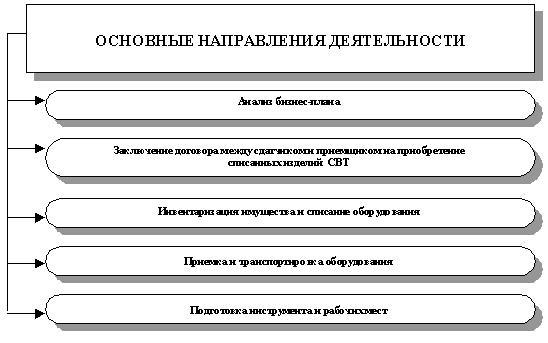 ОСНОВНЫЕ НАПРАВЛЕНИЯ ДЕЯТЕЛЬНОСТИ
Анализ бизнес-плана
Заключение договора между сдатчиком и приемщиком на приобретение
списанных изделий СВТ
Инвентаризация имущества и списание оборудования
Приемка и транспортировка оборудования
Подготовка инструмента и рабочих мест